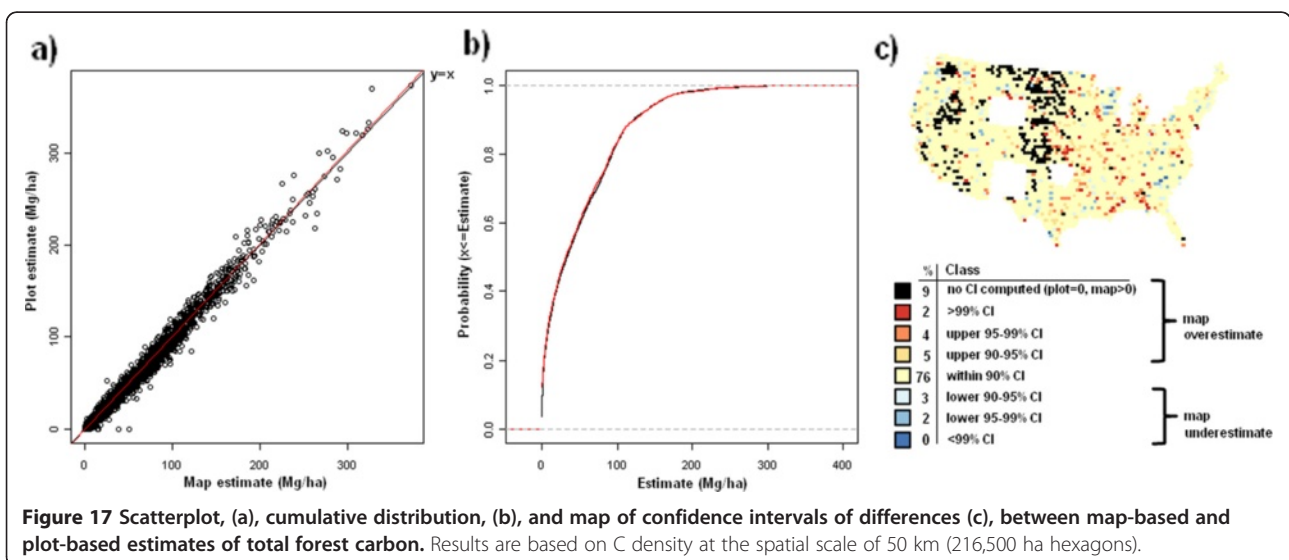 a)
y=x
Plot estimate (Mg/ha)
300
200
100
0
0 100 200 300
Map estimate (Mg/ha)
b)
Probability (x<=Estimate)
1.0
0.8
0.6
0.4
0.2
0.0
0 100 200 300 400
Estimate (Mg/ha)
c)
% Class
9 no CI computed (plot=0, map>0)
2 >99% CI
4 upper 95-99% CI
5 upper 90-95% CI
76 within 90% CI
3 lower 90-95% CI
2 lower 95-99% CI
0 <99% CI
map
overestimate
map
underestimate
Figure 17 Scatterplot, (a), cumulative distribution, (b), and map of confidence intervals of differences (c), between map-based and
plot-based estimates of total forest carbon. Results are based on C density at the spatial scale of 50 km (216,500 ha hexagons).